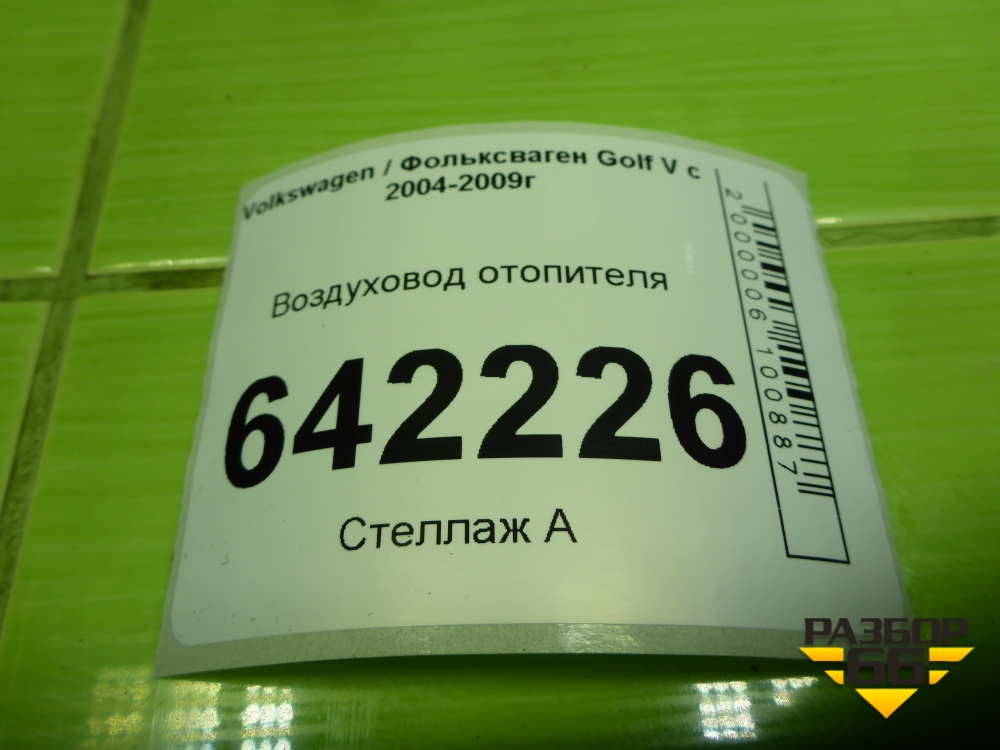 Volkswagen / Фольксваген Golf V с
2004-2009г
Воздуховод отопителя
642226
Стеллаж А
2000006100887
РАЗБОР
66